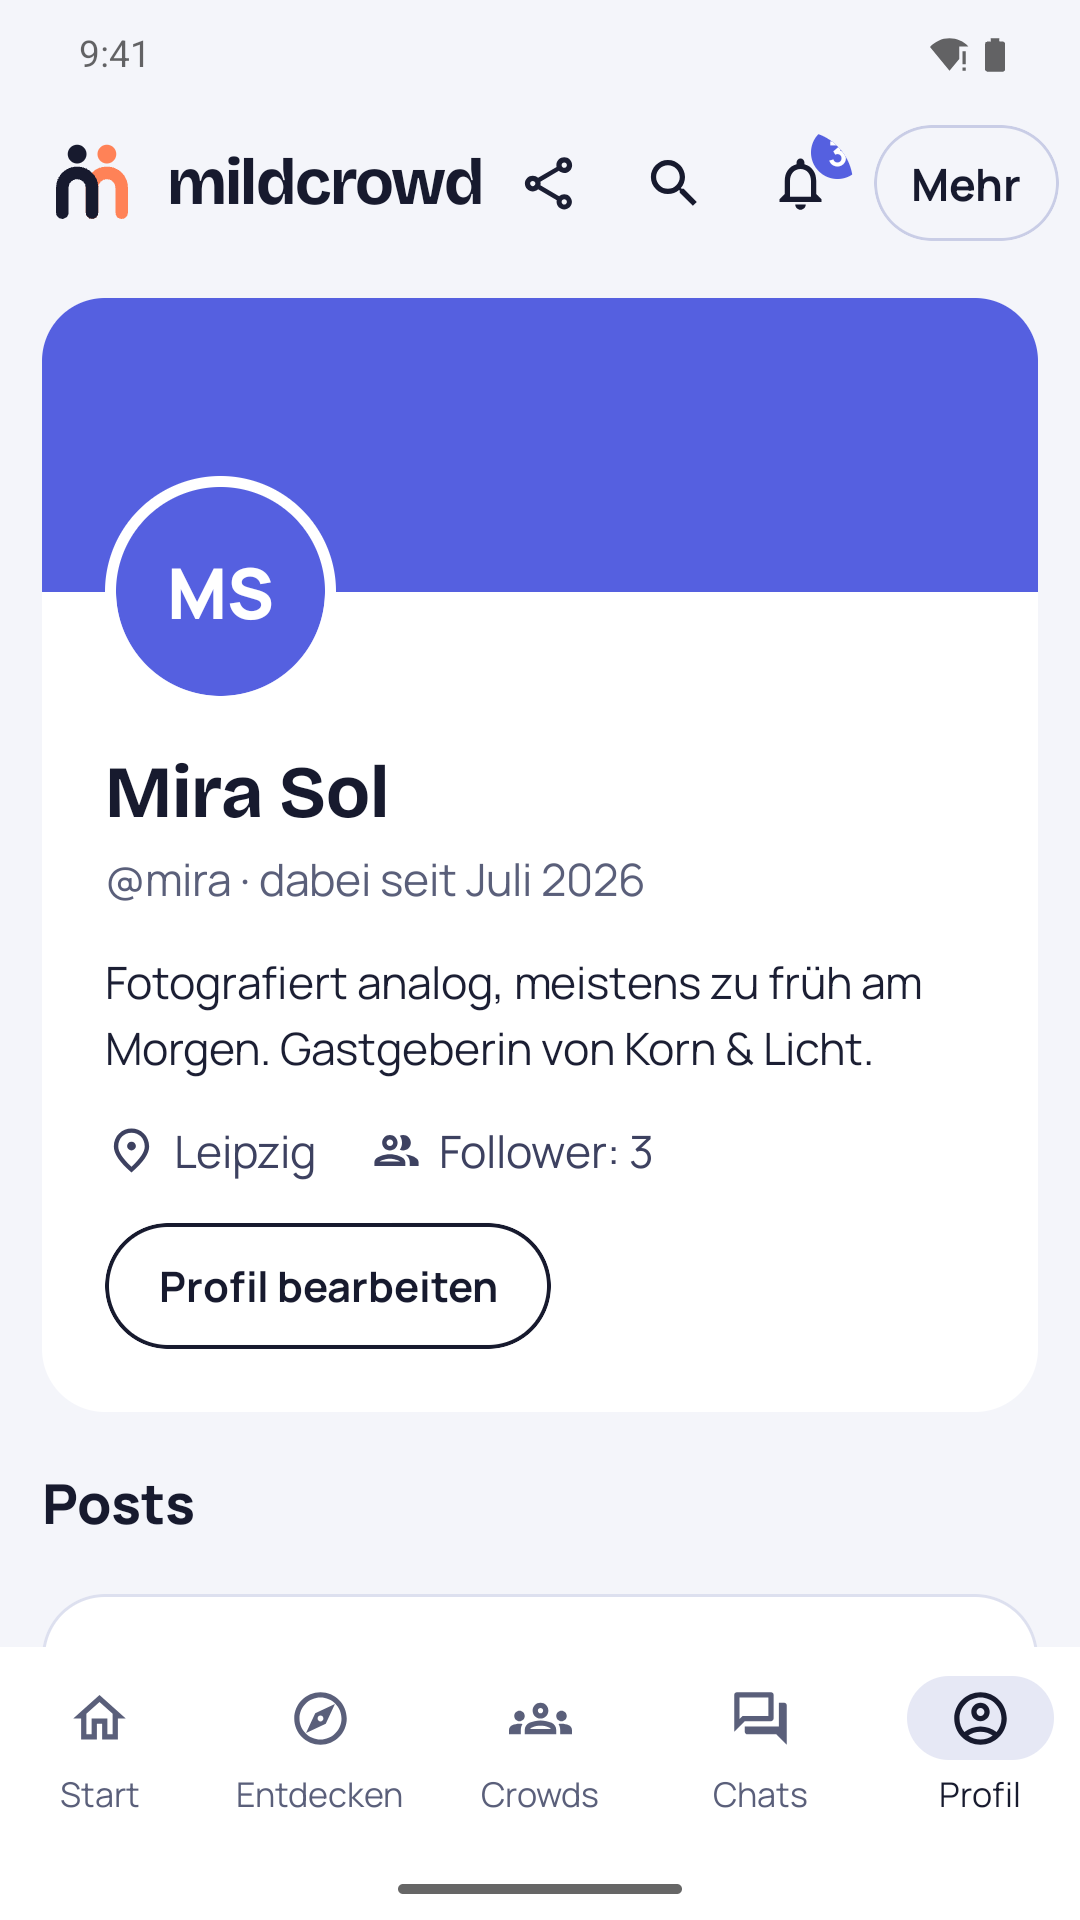 9:41
mildcrowd
3
Mehr
MS
Mira Sol
@mira · dabei seit Juli 2026
Fotografiert analog, meistens zu früh am
Morgen. Gastgeberin von Korn & Licht.
Leipzig Follower: 3
Profil bearbeiten
Posts
Start Entdecken Crowds Chats Profil